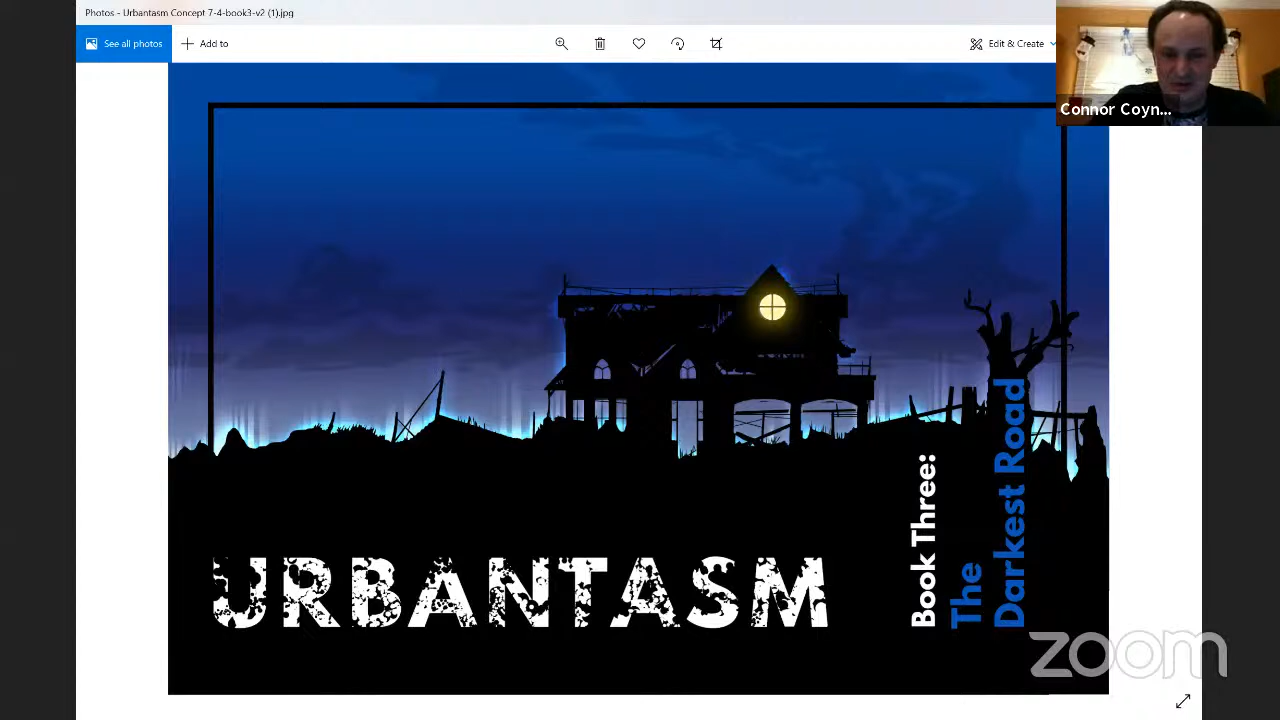 Photos - Urbantasm Concept 7-4-book3-v2 (1).jpg
See all photos
Add to
Edit & Create
Connor Coyn...
Book Three:
The
Darkest Road
URBANTASM
zoom